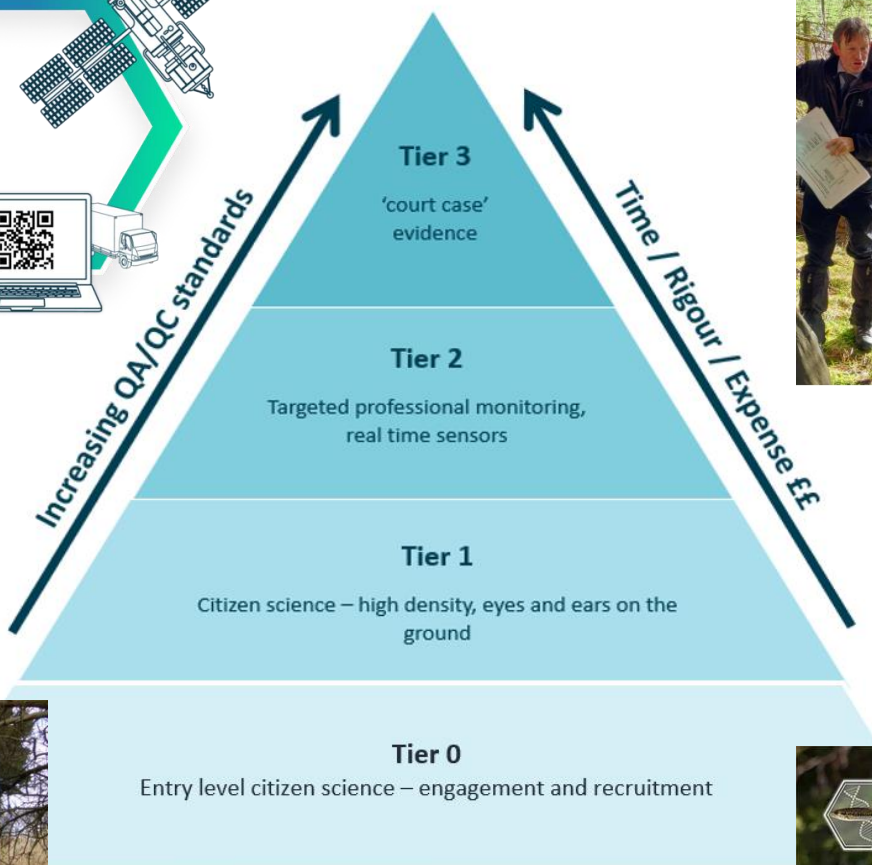 Tier 3
‘court case’
evidence
Increasing QA/QC standards
Time / Rigour / Expense ££
Tier 2
Targeted professional monitoring,
real time sensors
Tier 1
Citizen science – high density, eyes and ears on the
ground
Tier 0
Entry level citizen science – engagement and recruitment